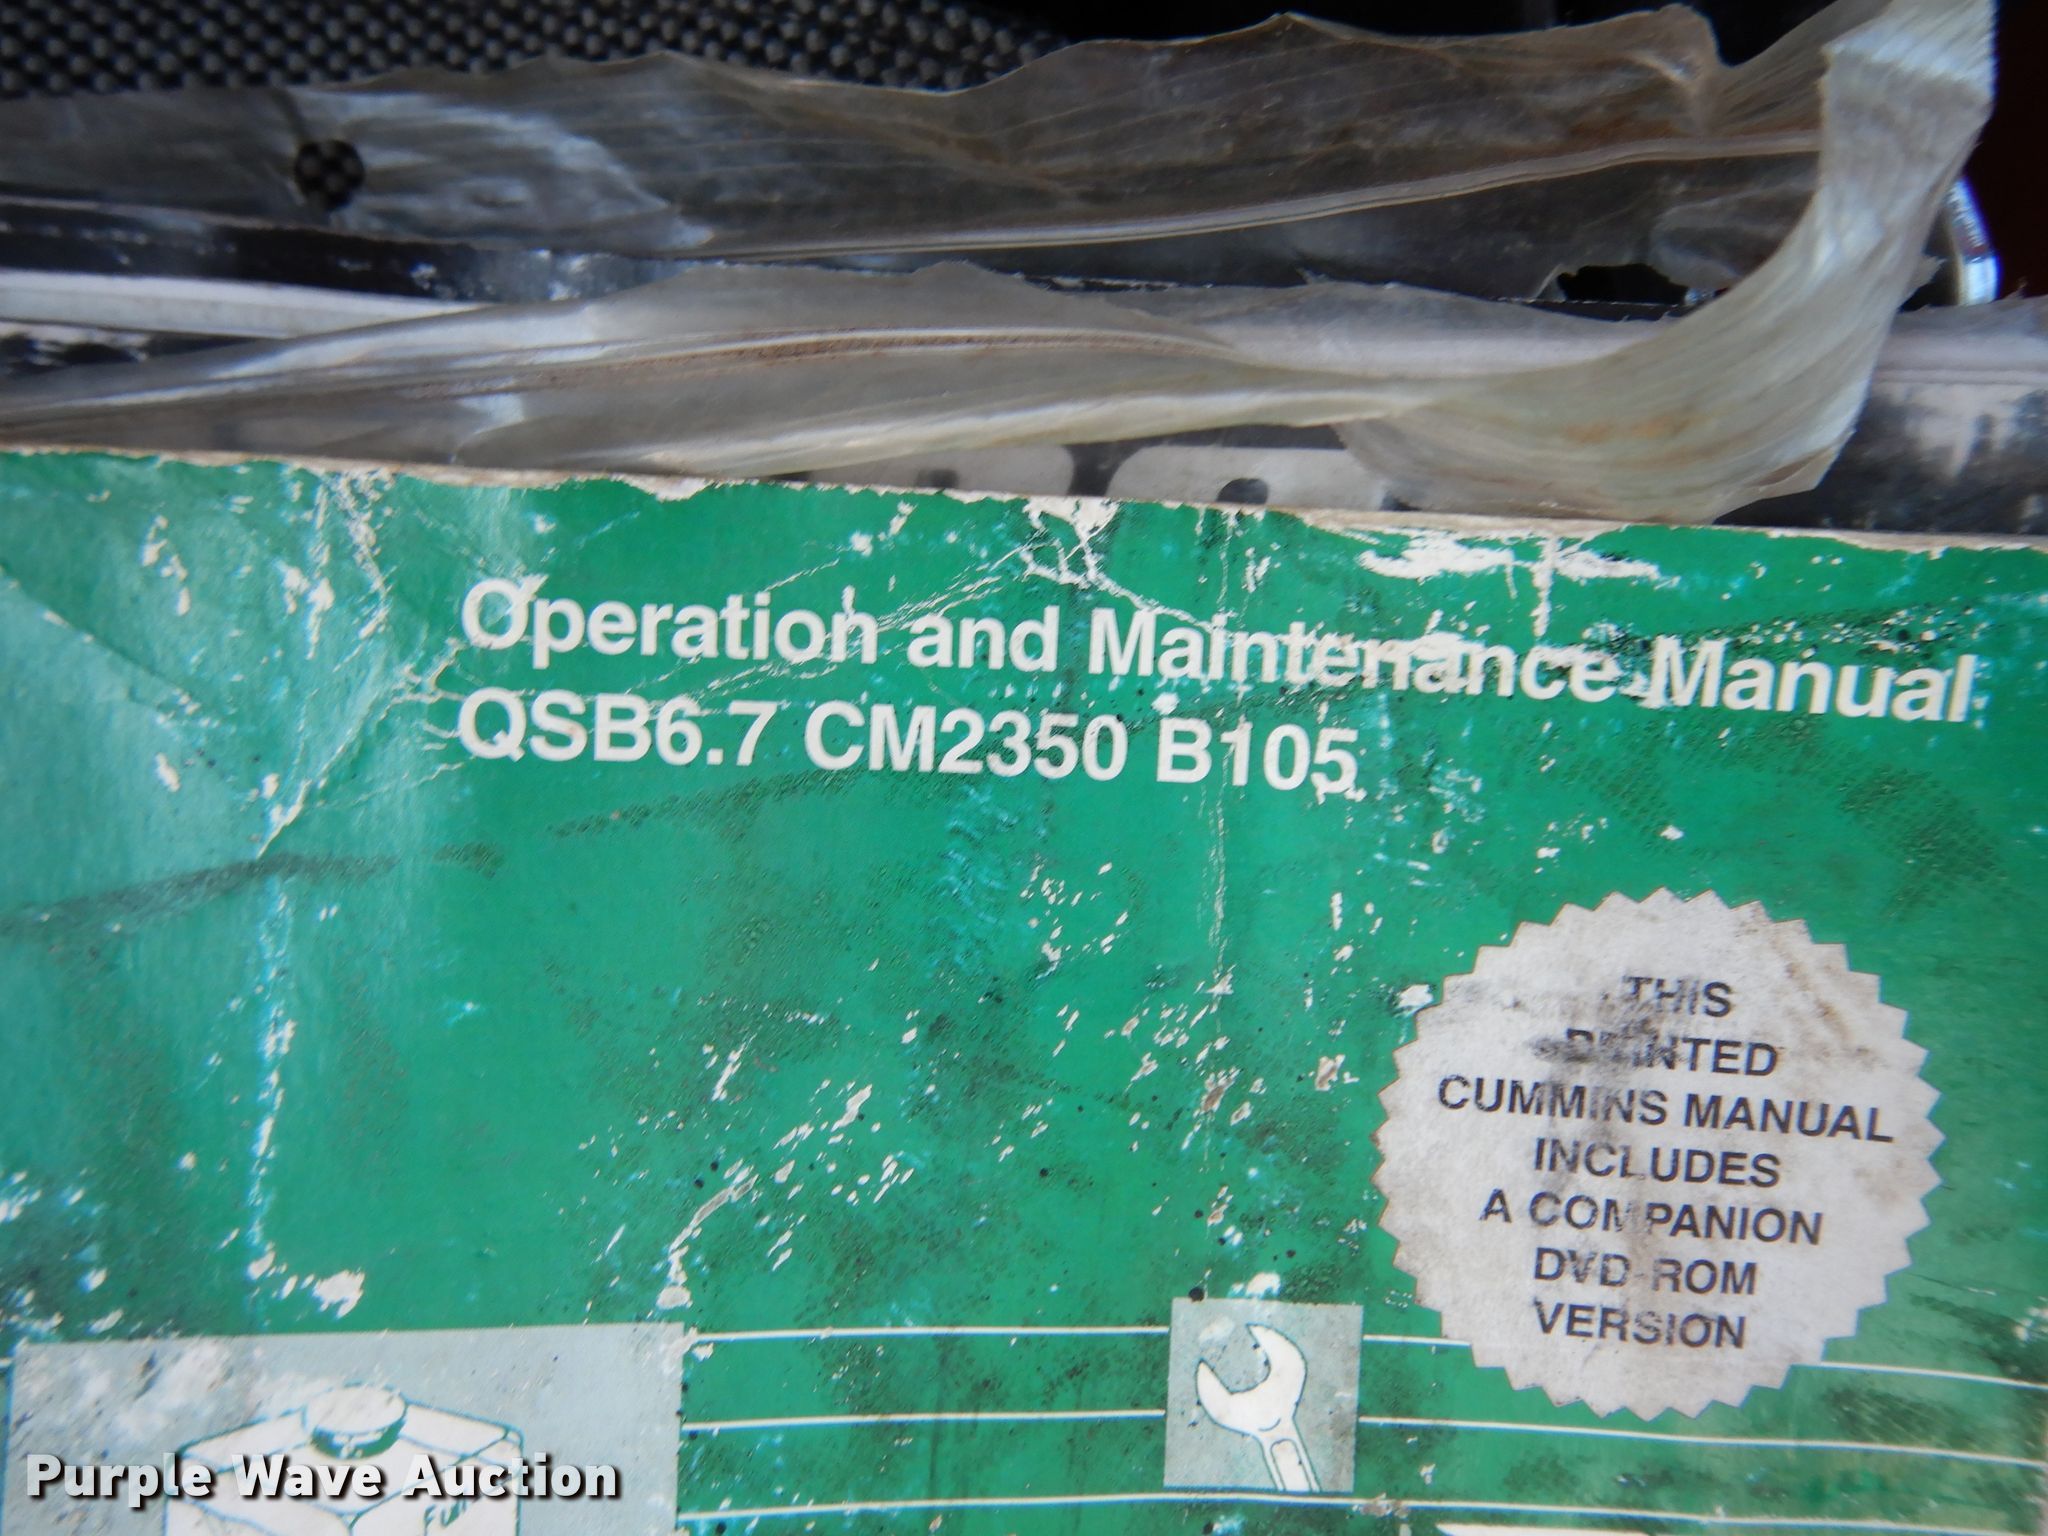 Operation and Maintenance Manual
QSB6.7 CM2350 B105
THIS
PRINTED
CUMMINS MANUAL
INCLUDES
A COMPANION
DVD-ROM
VERSION
Purple Wave Auction